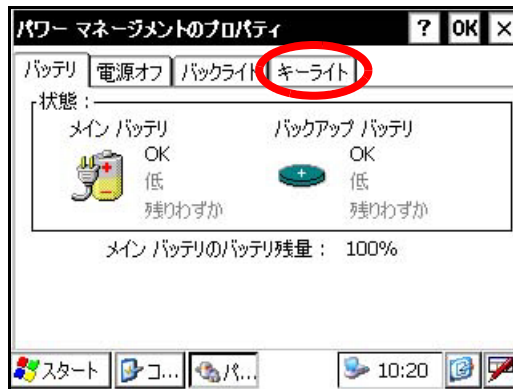 パワー マネージメントのプロパティ ? OK ×
バッテリ 電源オフ バックライト キーライト
状態：
メイン バッテリ バックアップ バッテリ
OK OK
低 低
残りわずか 残りわずか
メイン バッテリのバッテリ残量： 100%
スタート コ... パ... 10:20